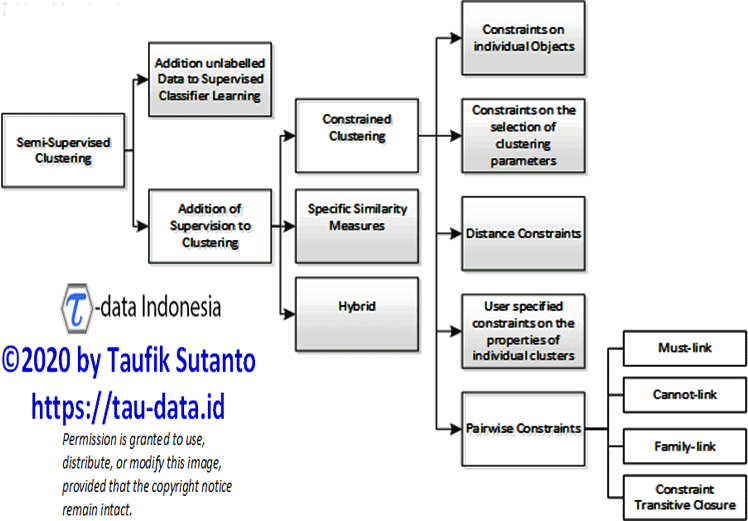 Semi-Supervised
Clustering
Addition unlabelled
Data to Supervised
Classifier Learning
Addition of
Supervision to
Clustering
Constrained
Clustering
Specific Similarity
Measures
Hybrid
Constraints on
individual Objects
Constraints on the
selection of
clustering
parameters
Distance Constraints
User specified
constraints on the
properties of
individual clusters
Pairwise Constraints
Must-link
Cannot-link
Family-link
Constraint
Transitive Closure
τ-data Indonesia
©2020 by Taufik Sutanto
https://tau-data.id
Permission is granted to use,
distribute, or modify this image,
provided that the copyright notice
remain intact.